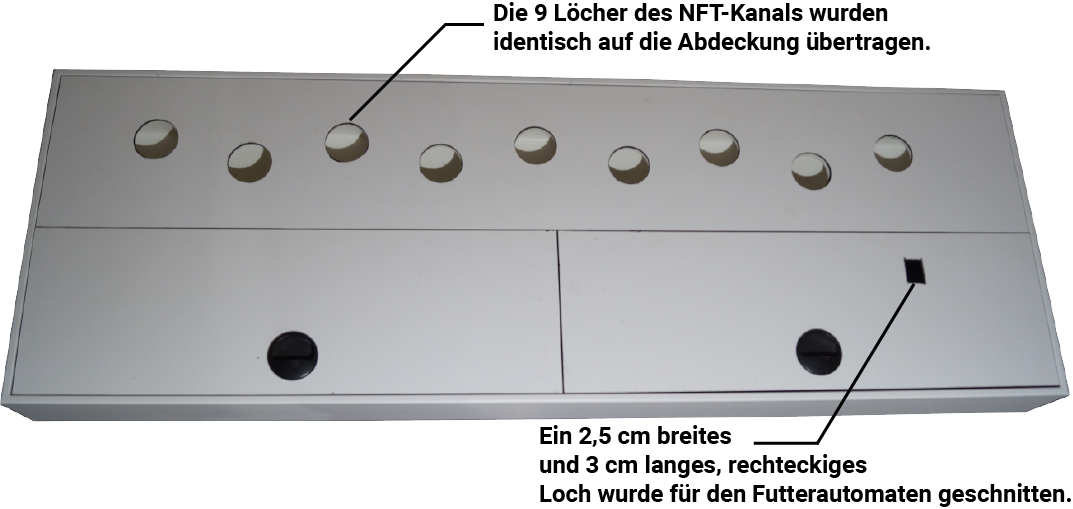 Die 9 Löcher des NFT-Kanals wurden
identisch auf die Abdeckung übertragen.
Ein 2,5 cm breites
und 3 cm langes, rechteckiges
Loch wurde für den Futterautomaten geschnitten.